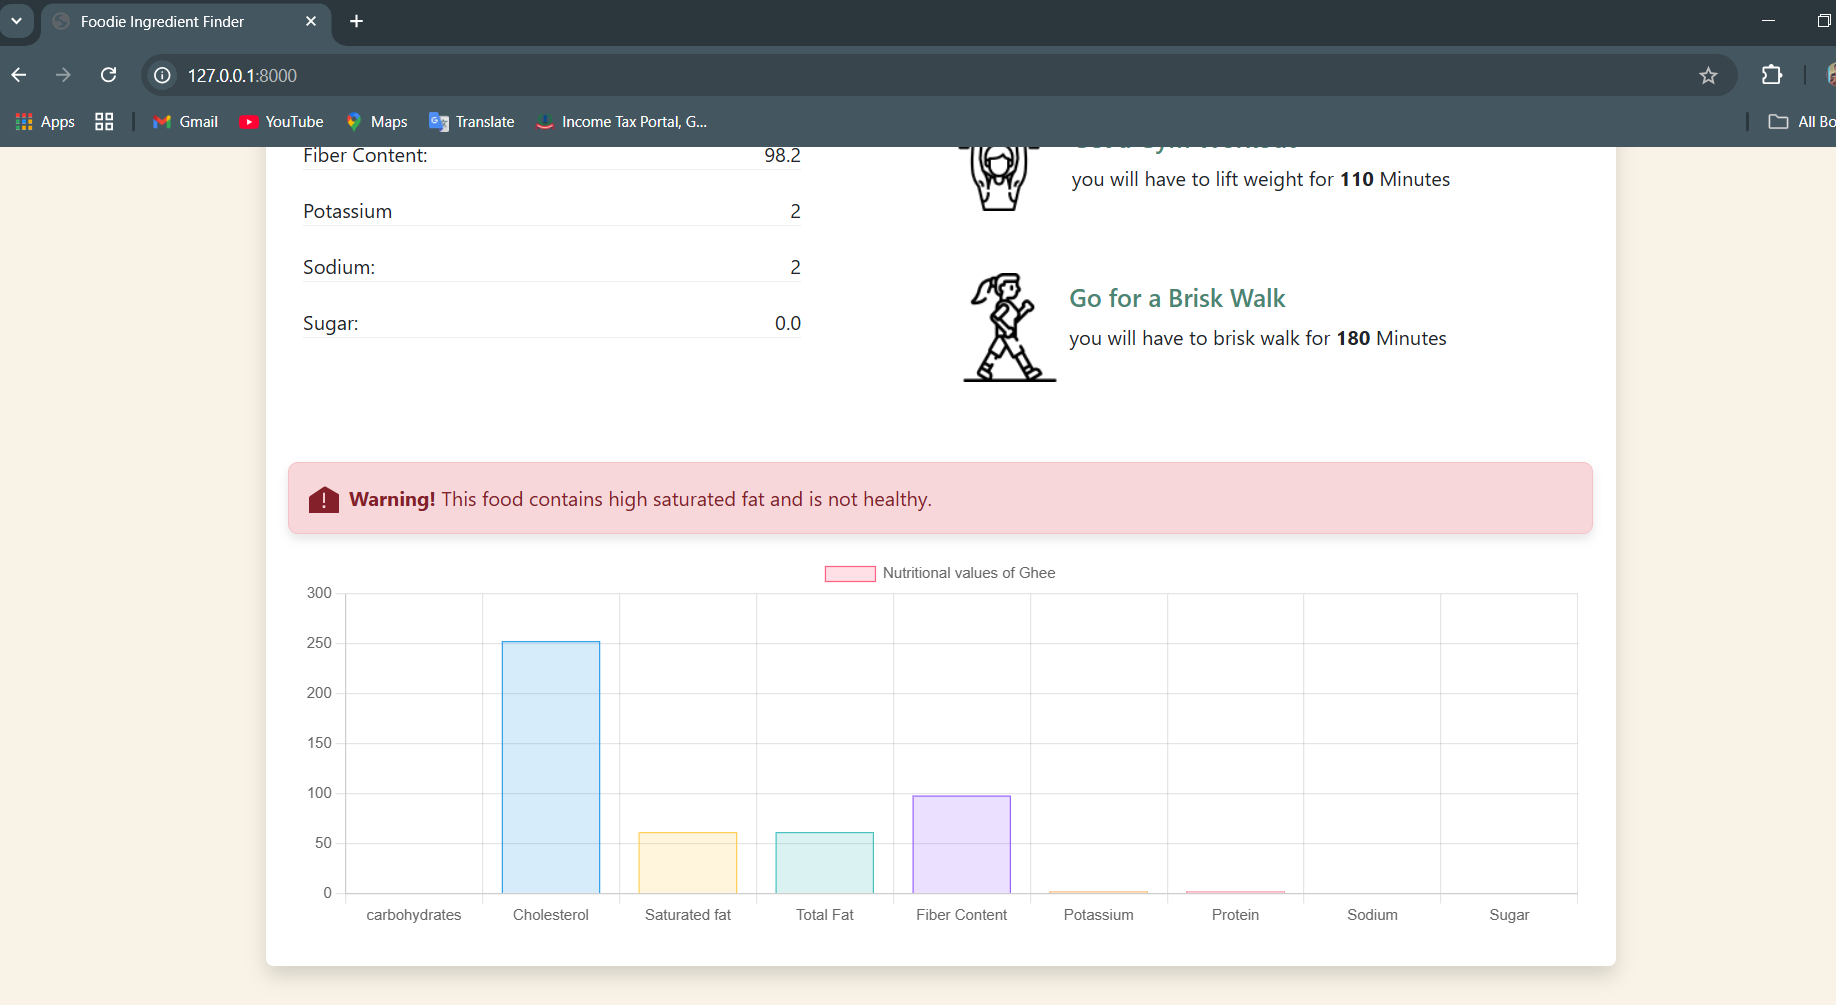 Foodie Ingredient Finder
127.0.0.1:8000
Apps Gmail YouTube Maps Translate Income Tax Portal, G... All Bo
Fiber Content: 98.2
you will have to lift weight for 110 Minutes
Potassium 2
Sodium: 2
Go for a Brisk Walk
Sugar: 0.0
you will have to brisk walk for 180 Minutes
Warning! This food contains high saturated fat and is not healthy.
Nutritional values of Ghee
300
250
200
150
100
50
0
carbohydrates Cholesterol Saturated fat Total Fat Fiber Content Potassium Protein Sodium Sugar